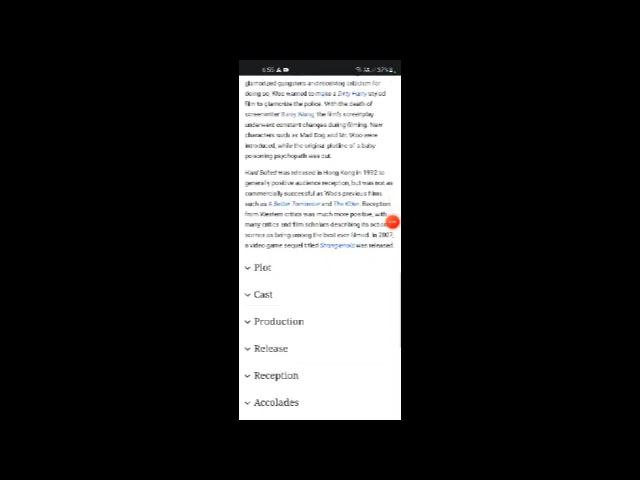 6:55
glamorized gangsters and receiving criticism for
doing so, Woo wanted to make a Dirty Harry styled
film to glamorize the police. With the death of
screenwriter Barry Wong, the film's screenplay
underwent constant changes during filming. New
characters such as Mad Dog and Mr. Woo were
introduced, while the original plotline of a baby
poisoning psychopath was cut.
Hard Boiled was released in Hong Kong in 1992 to
generally positive audience reception, but was not as
commercially successful as Woo's previous films
such as A Better Tomorrow and The Killer. Reception
from Western critics was much more positive, with
many critics and film scholars describing its action
scenes as being among the best ever filmed. In 2007,
a video game sequel titled Stranglehold was released.
Plot
Cast
Production
Release
Reception
Accolades